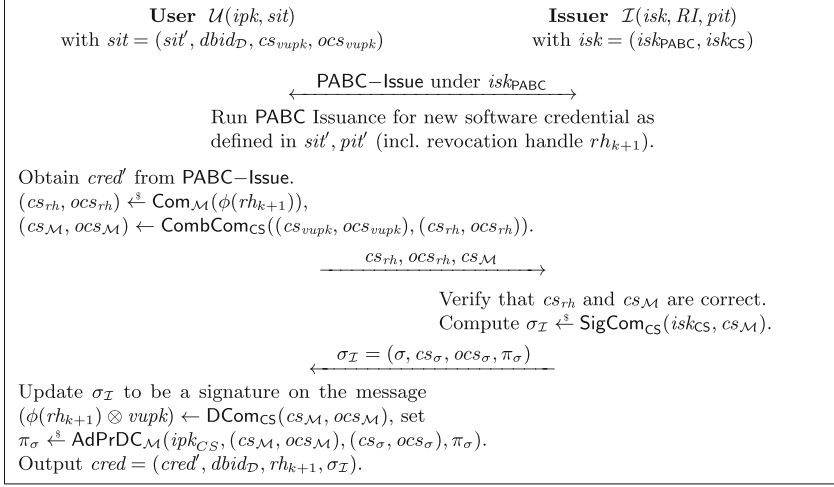 User 𝒰(ipk, sit) Issuer ℐ(isk, RI, pit)
with sit = (sit′, dbid_𝒟, cs_vupk, ocs_vupk) with isk = (isk_PABC, isk_CS)
PABC−Issue under isk_PABC
Run PABC Issuance for new software credential as
defined in sit′, pit′ (incl. revocation handle rh_{k+1}).
Obtain cred′ from PABC−Issue.
(cs_rh, ocs_rh) ←$ Com_ℳ(ϕ(rh_{k+1})),
(cs_ℳ, ocs_ℳ) ← CombCom_CS((cs_vupk, ocs_vupk), (cs_rh, ocs_rh)).
cs_rh, ocs_rh, cs_ℳ
Verify that cs_rh and cs_ℳ are correct.
Compute σ_ℐ ←$ SigCom_CS(isk_CS, cs_ℳ).
σ_ℐ = (σ, cs_σ, ocs_σ, π_σ)
Update σ_ℐ to be a signature on the message
(ϕ(rh_{k+1}) ⊗ vupk) ← DCom_CS(cs_ℳ, ocs_ℳ), set
π_σ ←$ AdPrDC_ℳ(ipk_CS, (cs_ℳ, ocs_ℳ), (cs_σ, ocs_σ), π_σ).
Output cred = (cred′, dbid_𝒟, rh_{k+1}, σ_ℐ).